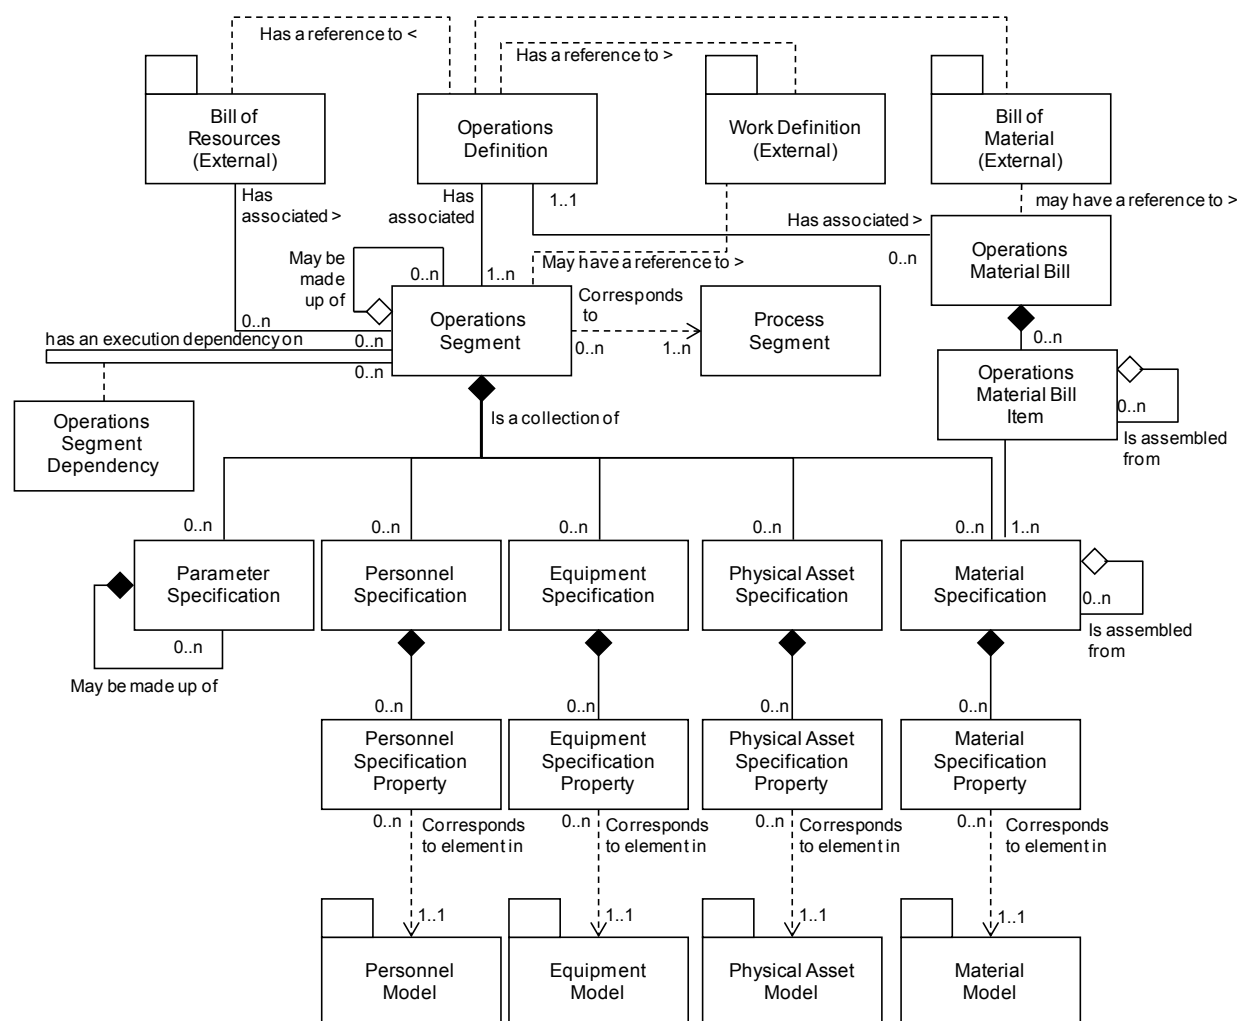 Has a reference to <
Has a reference to >
Bill of
Resources
(External)
Operations
Definition
Work Definition
(External)
Bill of
Material
(External)
Has
associated >
Has
associated
1..1
may have a reference to >
Has associated >
0..n
Operations
Material Bill
May be
made
up of
0..n
1..n
May have a reference to >
Corresponds
to
0..n
1..n
Operations
Segment
Process
Segment
0..n
has an execution dependency on
0..n
0..n
0..n
Operations
Material Bill
Item
0..n
Is assembled
from
Operations
Segment
Dependency
Is a collection of
0..n
0..n
0..n
0..n
0..n
1..n
Parameter
Specification
Personnel
Specification
Equipment
Specification
Physical Asset
Specification
Material
Specification
0..n
Is assembled
from
0..n
May be made up of
0..n
0..n
0..n
0..n
Personnel
Specification
Property
Equipment
Specification
Property
Physical Asset
Specification
Property
Material
Specification
Property
0..n
Corresponds
to element in
0..n
Corresponds
to element in
0..n
Corresponds
to element in
0..n
Corresponds
to element in
1..1
1..1
1..1
1..1
Personnel
Model
Equipment
Model
Physical Asset
Model
Material
Model